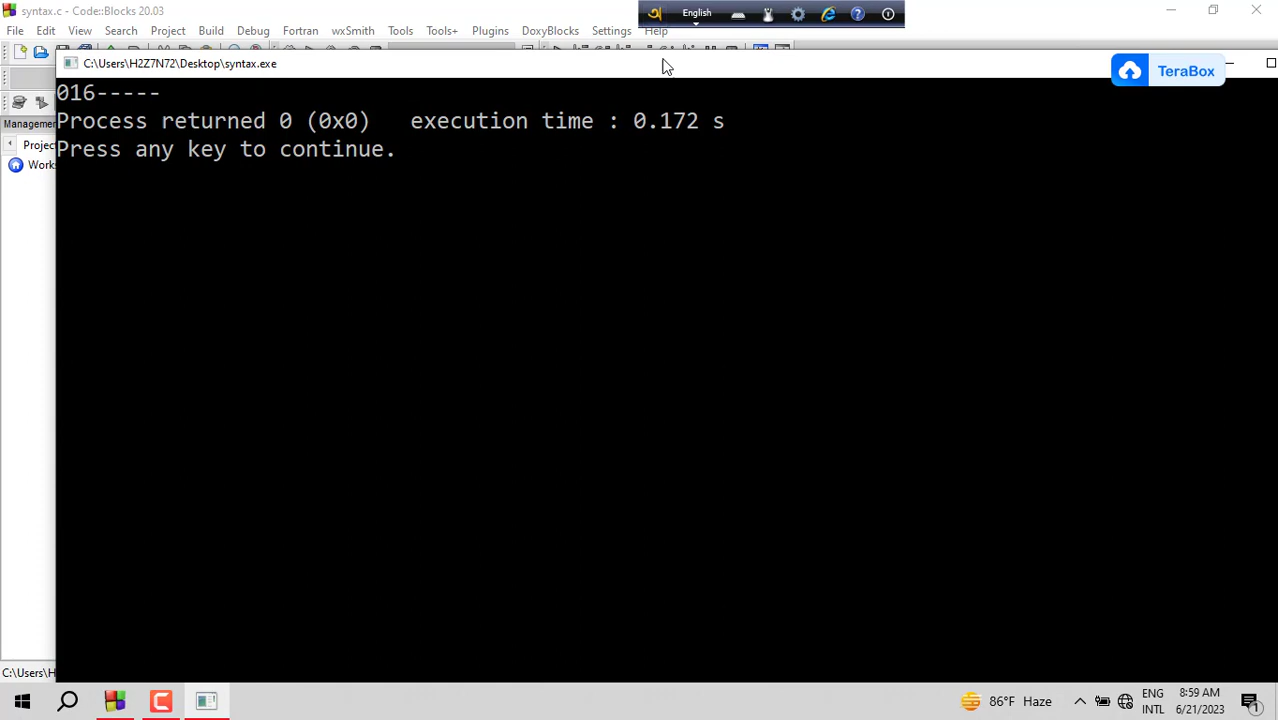 syntax.c - Code::Blocks 20.03
অ English
File Edit View Search Project Build Debug Fortran wxSmith Tools Tools+ Plugins DoxyBlocks Settings Help
C:\Users\H2Z7N72\Desktop\syntax.exe
TeraBox
016-----
Process returned 0 (0x0)   execution time : 0.172 s
Press any key to continue.
Management
Project
Work
C:\Users\H
86°F Haze
ENG
INTL
8:59 AM
6/21/2023
1